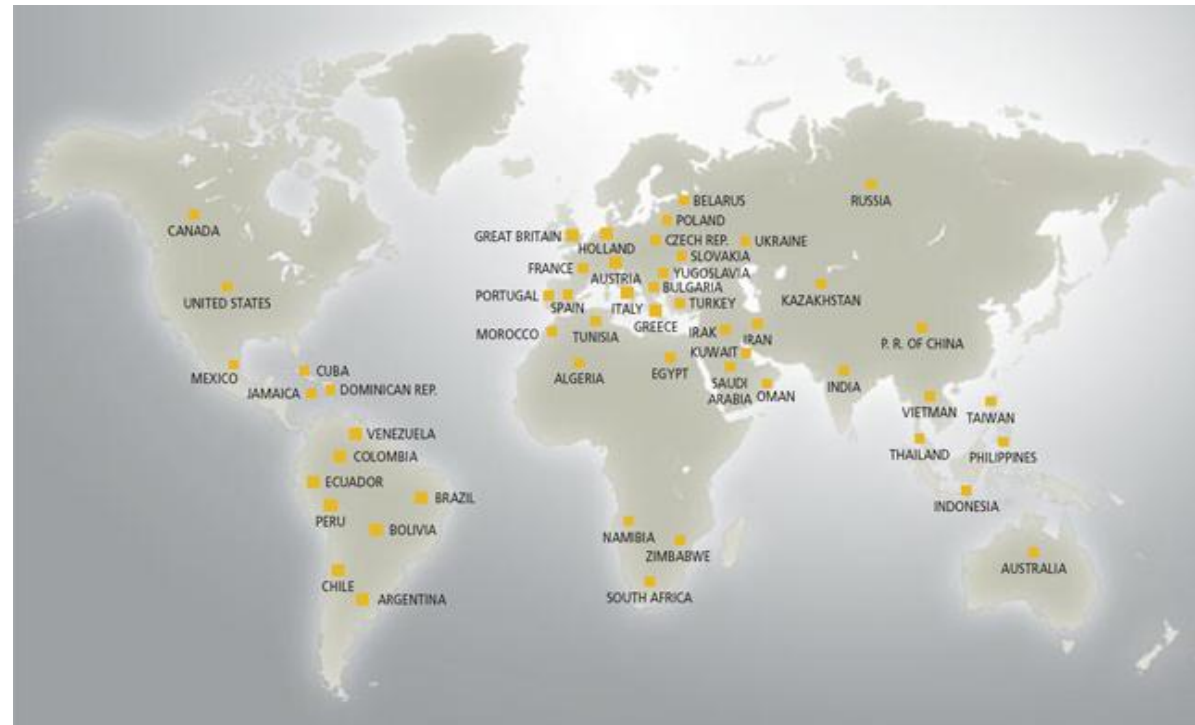 BELARUS
RUSSIA
POLAND
CANADA
GREAT BRITAIN
HOLLAND
CZECH REP.
UKRAINE
SLOVAKIA
FRANCE
AUSTRIA
YUGOSLAVIA
BULGARIA
UNITED STATES
PORTUGAL
SPAIN
ITALY
TURKEY
KAZAKHSTAN
GREECE
MOROCCO
TUNISIA
IRAK
IRAN
P. R. OF CHINA
KUWAIT
MEXICO
CUBA
ALGERIA
EGYPT
SAUDI
ARABIA
OMAN
INDIA
JAMAICA
DOMINICAN REP.
VIETMAN
TAIWAN
VENEZUELA
COLOMBIA
THAILAND
PHILIPPINES
ECUADOR
BRAZIL
INDONESIA
PERU
BOLIVIA
NAMIBIA
ZIMBABWE
AUSTRALIA
CHILE
ARGENTINA
SOUTH AFRICA